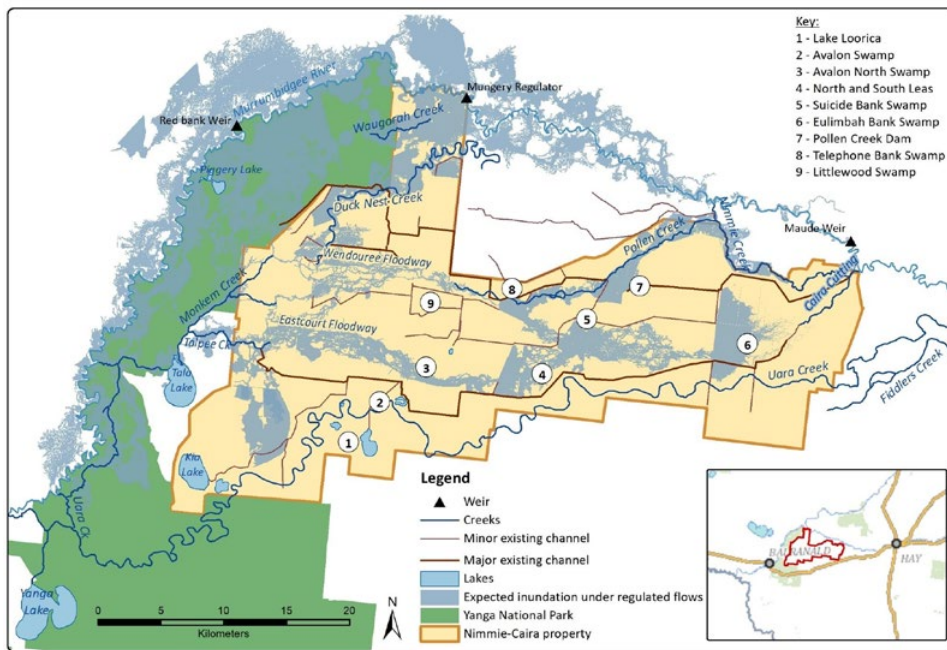 Key:
1 - Lake Loorica
2 - Avalon Swamp
3 - Avalon North Swamp
4 - North and South Leas
5 - Suicide Bank Swamp
6 - Eulimbah Bank Swamp
7 - Pollen Creek Dam
8 - Telephone Bank Swamp
9 - Littlewood Swamp
Murrumbidgee River
Mungery Regulator
Red bank Weir
Waugorah Creek
Piggery Lake
Duck Nest Creek
Nimmie Creek
Pollen Creek
Maude Weir
Wendouree Floodway
Caira Cutting
Monkem Creek
8
7
9
Eastcourt Floodway
5
Talpee Ck
6
Tala
Lake
3
4
Uara Creek
Fiddlers Creek
2
1
Kia
Lake
Uara Ck
Yanga
Lake
Legend
Weir
Creeks
Minor existing channel
Major existing channel
Lakes
Expected inundation under regulated flows
Yanga National Park
Nimmie-Caira property
0 5 10 15 20
Kilometers
N
BALRANALD
HAY